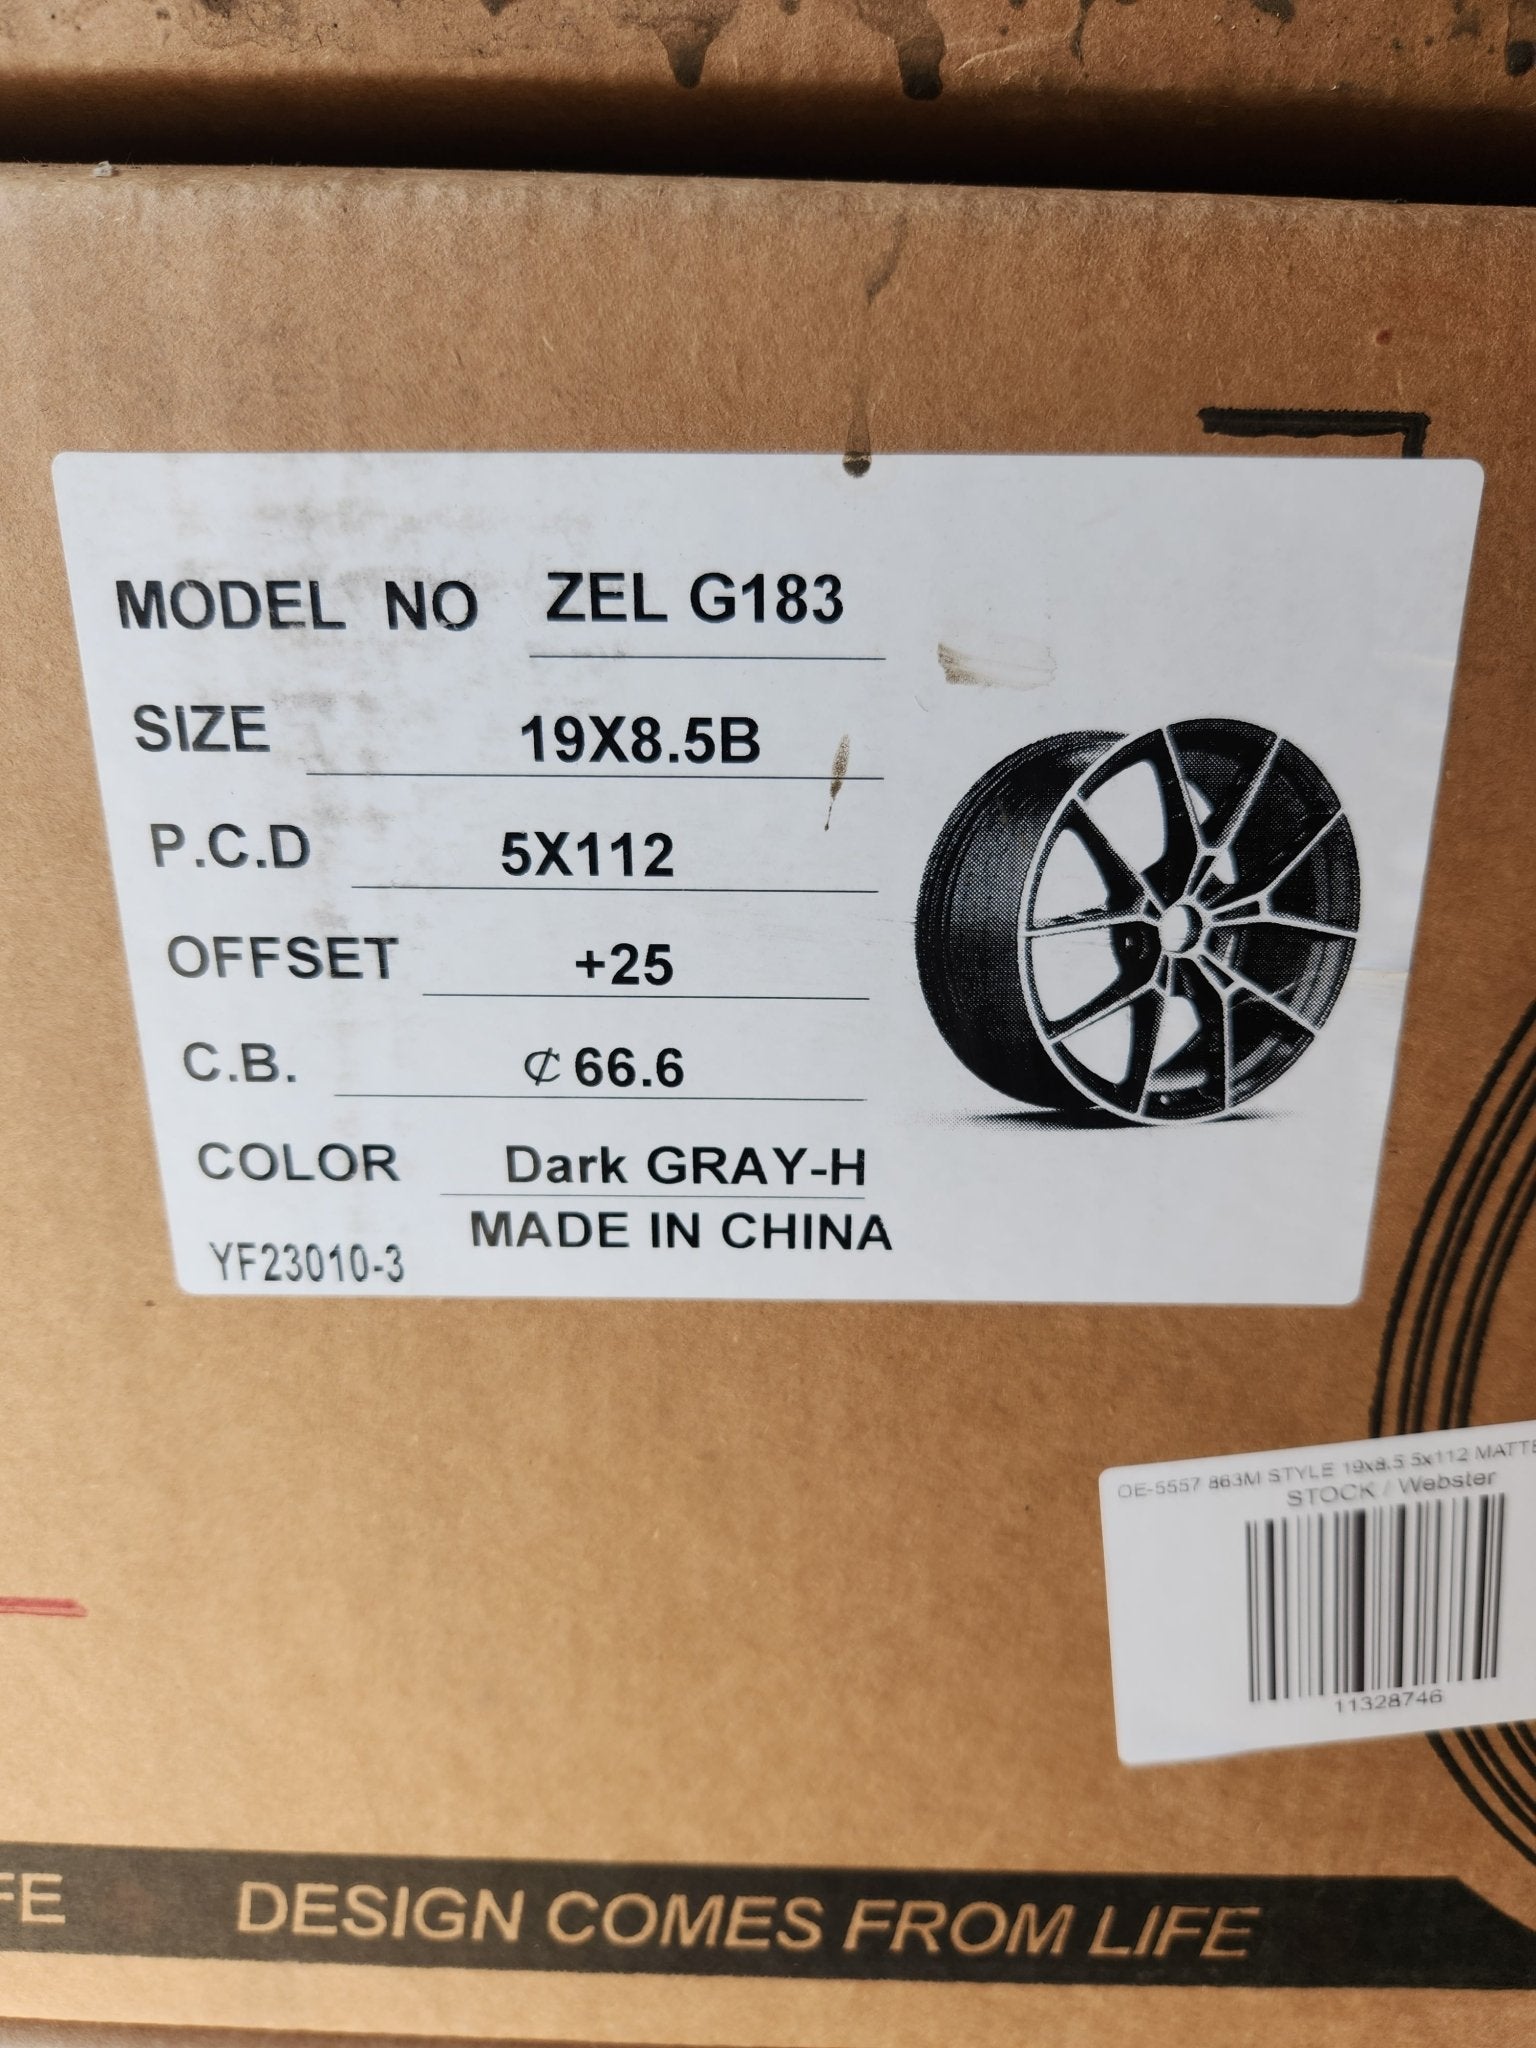 MODEL NO ZEL G183
SIZE 19X8.5B
P.C.D 5X112
OFFSET +25
C.B. ₵66.6
COLOR Dark GRAY-H
MADE IN CHINA
YF23010-3
OE-5557 863M STYLE 19x8.5 5x112 MATTE
STOCK / Webster
11328746
FE DESIGN COMES FROM LIFE